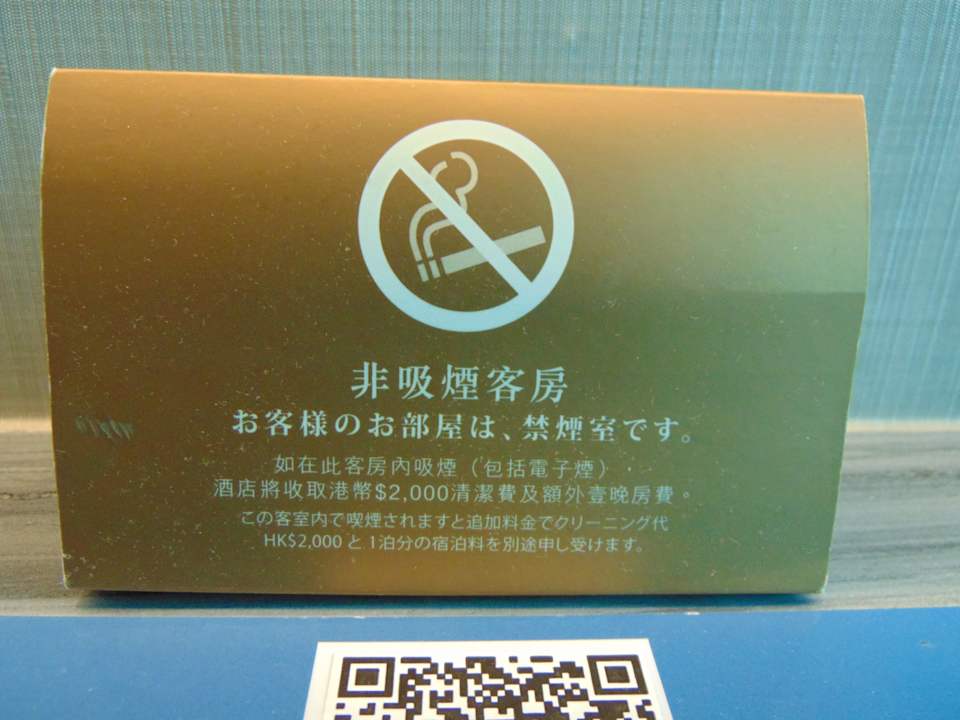 非吸煙客房
お客様のお部屋は、禁煙室です。
如在此客房內吸煙（包括電子煙），
酒店將收取港幣$2,000清潔費及額外壹晚房費。
この客室内で喫煙されますと追加料金でクリーニング代
HK$2,000 と 1泊分の宿泊料を別途申し受けます。